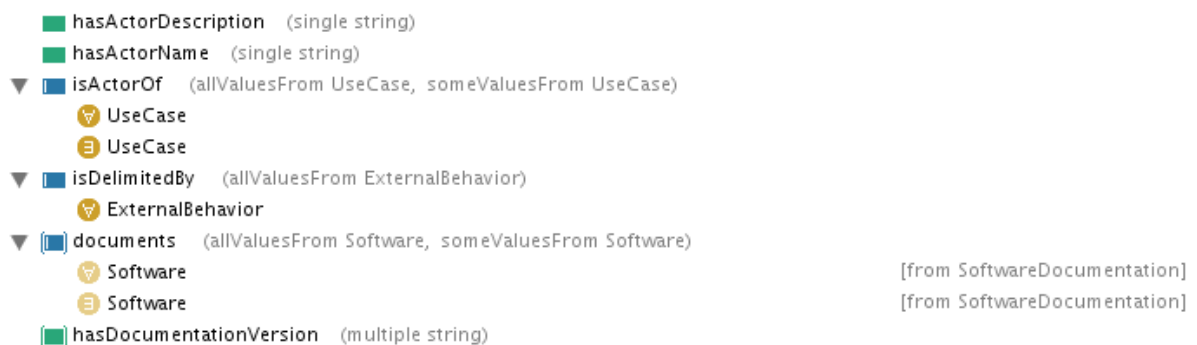 hasActorDescription (single string)
hasActorName (single string)
isActorOf (allValuesFrom UseCase, someValuesFrom UseCase)
∀ UseCase
∃ UseCase
isDelimitedBy (allValuesFrom ExternalBehavior)
∀ ExternalBehavior
documents (allValuesFrom Software, someValuesFrom Software)
∀ Software [from SoftwareDocumentation]
∃ Software [from SoftwareDocumentation]
hasDocumentationVersion (multiple string)